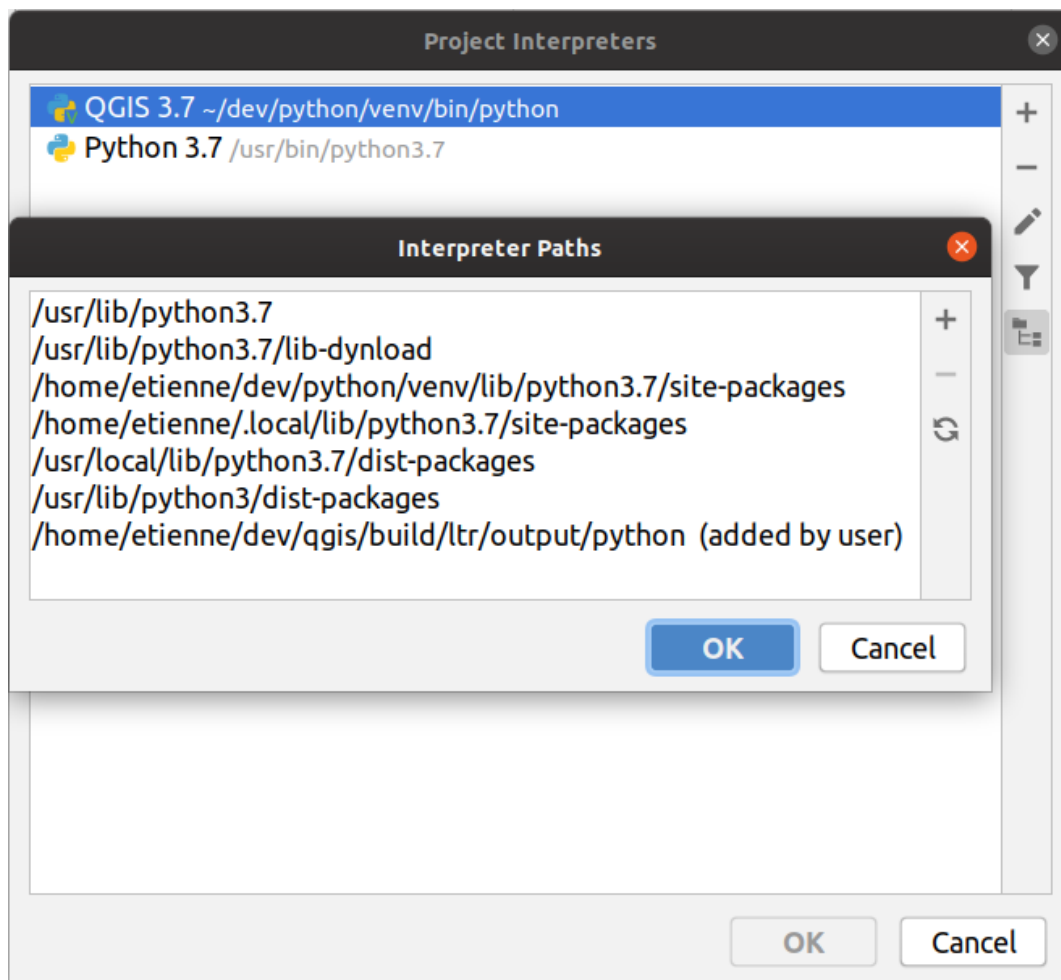 Project Interpreters
QGIS 3.7 ~/dev/python/venv/bin/python
Python 3.7 /usr/bin/python3.7
Interpreter Paths
/usr/lib/python3.7
/usr/lib/python3.7/lib-dynload
/home/etienne/dev/python/venv/lib/python3.7/site-packages
/home/etienne/.local/lib/python3.7/site-packages
/usr/local/lib/python3.7/dist-packages
/usr/lib/python3/dist-packages
/home/etienne/dev/qgis/build/ltr/output/python (added by user)
OK Cancel
OK Cancel